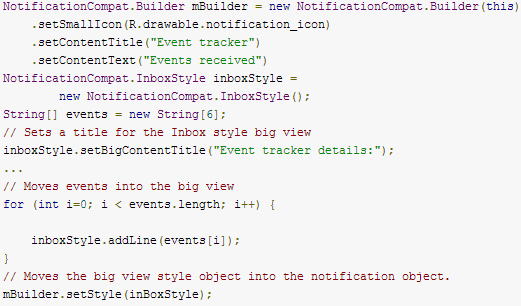 NotificationCompat.Builder mBuilder = new NotificationCompat.Builder(this)
    .setSmallIcon(R.drawable.notification_icon)
    .setContentTitle("Event tracker")
    .setContentText("Events received")
NotificationCompat.InboxStyle inboxStyle =
        new NotificationCompat.InboxStyle();
String[] events = new String[6];
// Sets a title for the Inbox style big view
inboxStyle.setBigContentTitle("Event tracker details:");
...
// Moves events into the big view
for (int i=0; i < events.length; i++) {
    inboxStyle.addLine(events[i]);
}
// Moves the big view style object into the notification object.
mBuilder.setStyle(inBoxStyle);